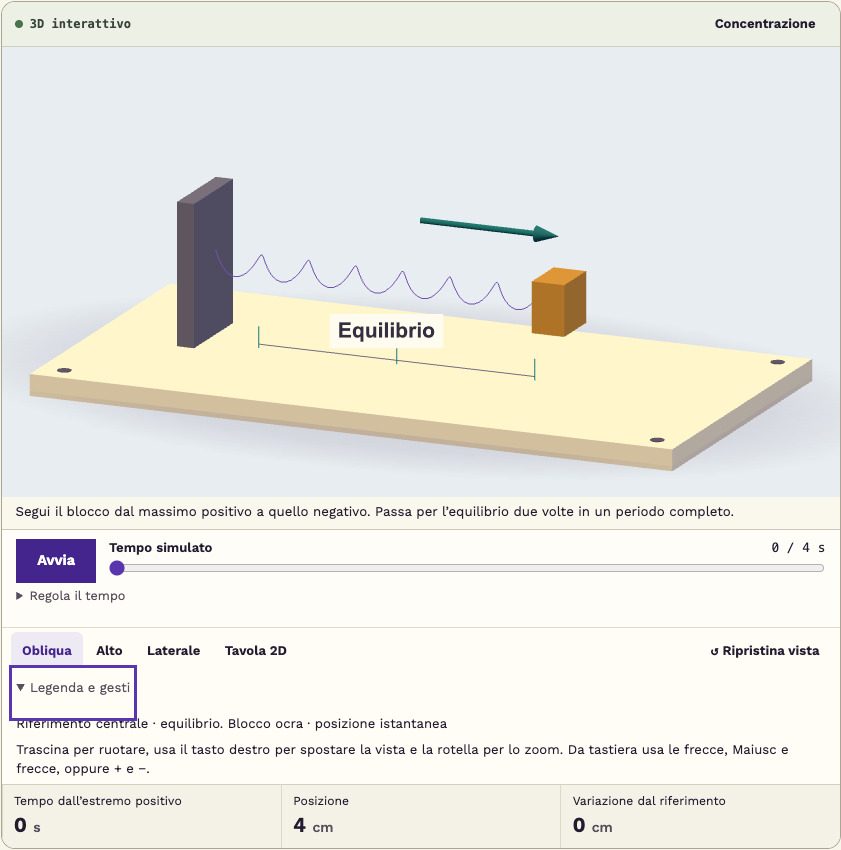 3D interattivo
Concentrazione
Equilibrio
Segui il blocco dal massimo positivo a quello negativo. Passa per l’equilibrio due volte in un periodo completo.
Avvia
Tempo simulato
0 / 4 s
▶ Regola il tempo
Obliqua
Alto
Laterale
Tavola 2D
↺ Ripristina vista
▼ Legenda e gesti
Riferimento centrale · equilibrio. Blocco ocra · posizione istantanea
Trascina per ruotare, usa il tasto destro per spostare la vista e la rotella per lo zoom. Da tastiera usa le frecce, Maiusc e
frecce, oppure + e −.
Tempo dall’estremo positivo
0 s
Posizione
4 cm
Variazione dal riferimento
0 cm